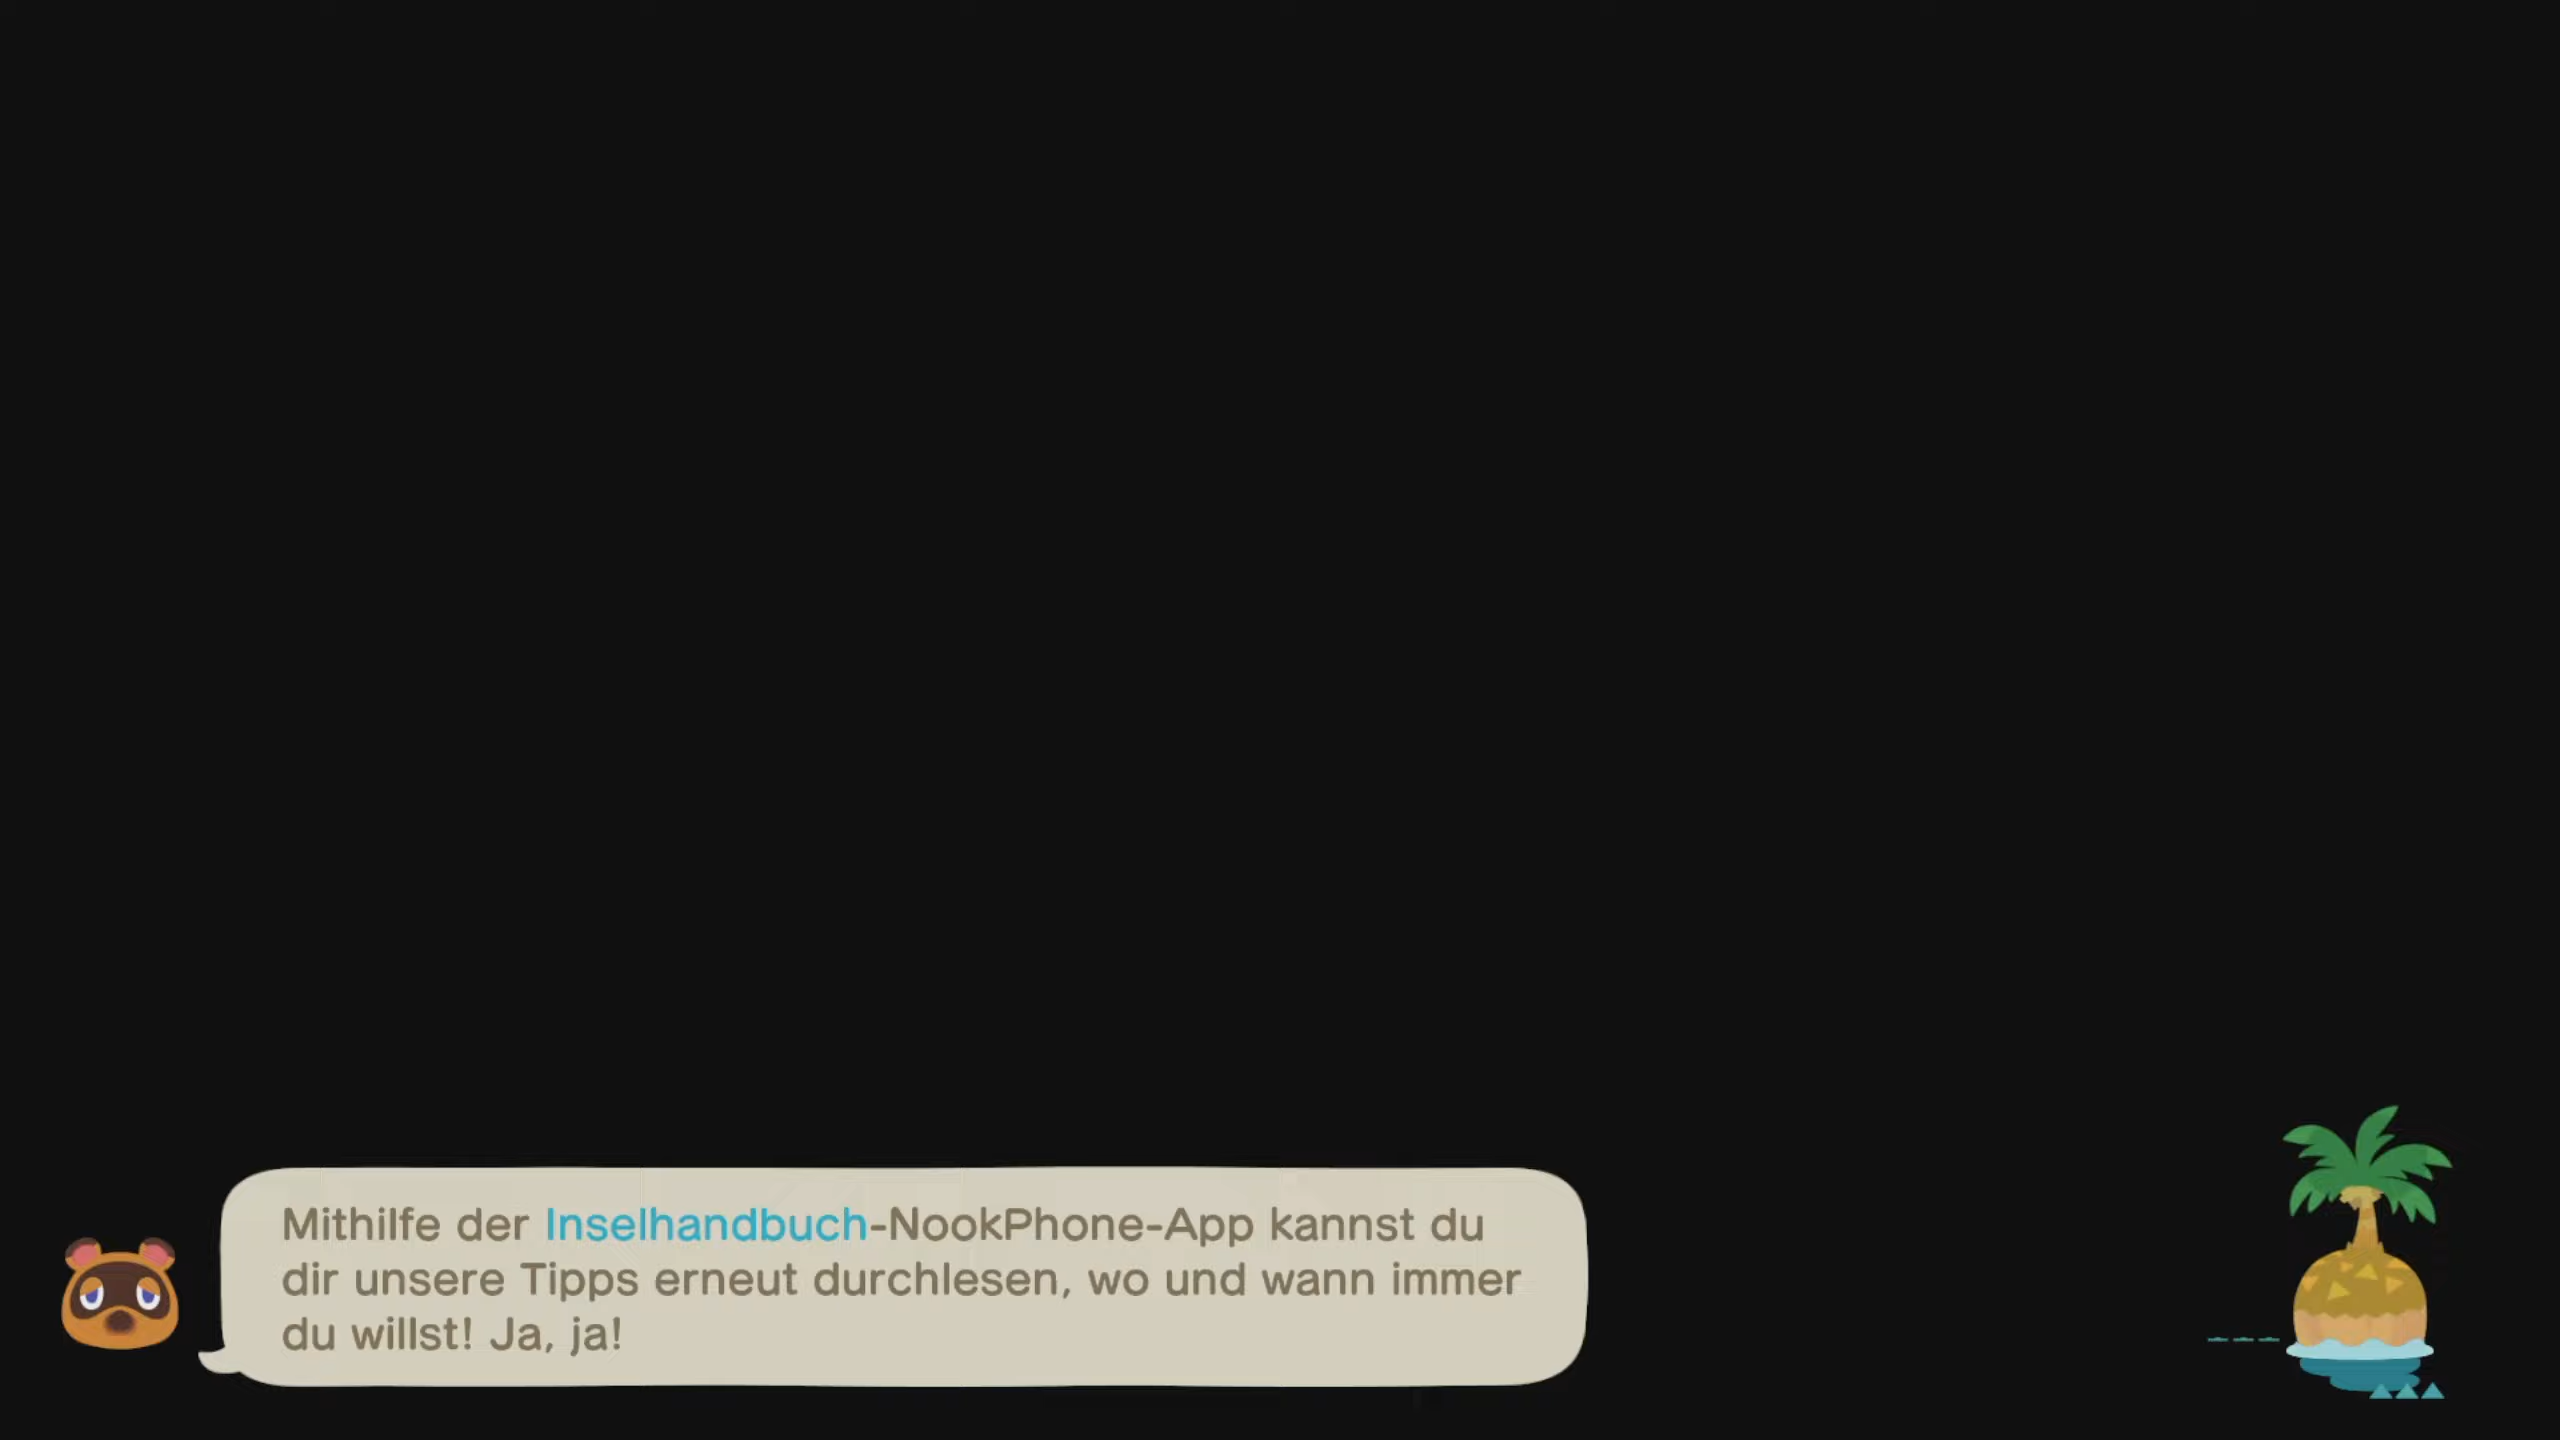 Mithilfe der Inselhandbuch-NookPhone-App kannst du
dir unsere Tipps erneut durchlesen, wo und wann immer
du willst! Ja, ja!